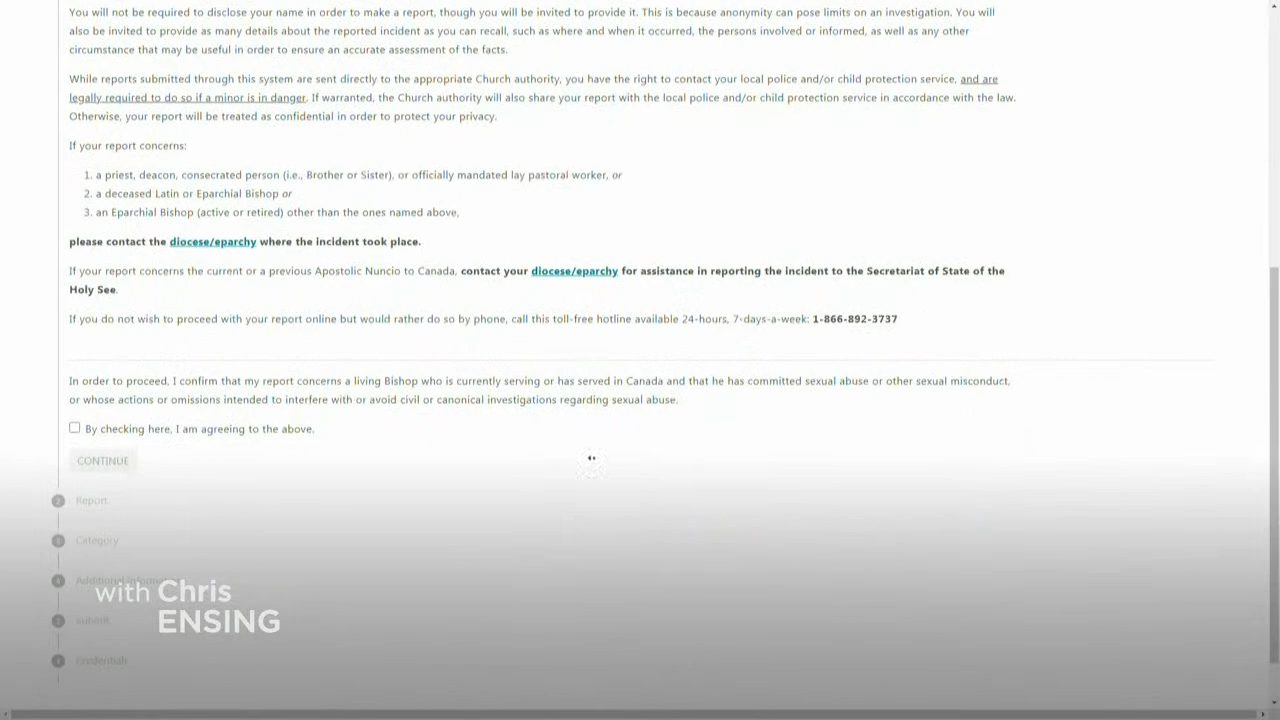 You will not be required to disclose your name in order to make a report, though you will be invited to provide it. This is because anonymity can pose limits on an investigation. You will
also be invited to provide as many details about the reported incident as you can recall, such as where and when it occurred, the persons involved or informed, as well as any other
circumstance that may be useful in order to ensure an accurate assessment of the facts.
While reports submitted through this system are sent directly to the appropriate Church authority, you have the right to contact your local police and/or child protection service, and are
legally required to do so if a minor is in danger. If warranted, the Church authority will also share your report with the local police and/or child protection service in accordance with the law.
Otherwise, your report will be treated as confidential in order to protect your privacy.
If your report concerns:
1. a priest, deacon, consecrated person (i.e., Brother or Sister), or officially mandated lay pastoral worker, or
2. a deceased Latin or Eparchial Bishop or
3. an Eparchial Bishop (active or retired) other than the ones named above,
please contact the diocese/eparchy where the incident took place.
If your report concerns the current or a previous Apostolic Nuncio to Canada, contact your diocese/eparchy for assistance in reporting the incident to the Secretariat of State of the
Holy See.
If you do not wish to proceed with your report online but would rather do so by phone, call this toll-free hotline available 24-hours, 7-days-a-week: 1-866-892-3737
In order to proceed, I confirm that my report concerns a living Bishop who is currently serving or has served in Canada and that he has committed sexual abuse or other sexual misconduct,
or whose actions or omissions intended to interfere with or avoid civil or canonical investigations regarding sexual abuse.
By checking here, I am agreeing to the above.
CONTINUE
Report
Category
Additional
with Chris
ENSING
Submit
Credentials